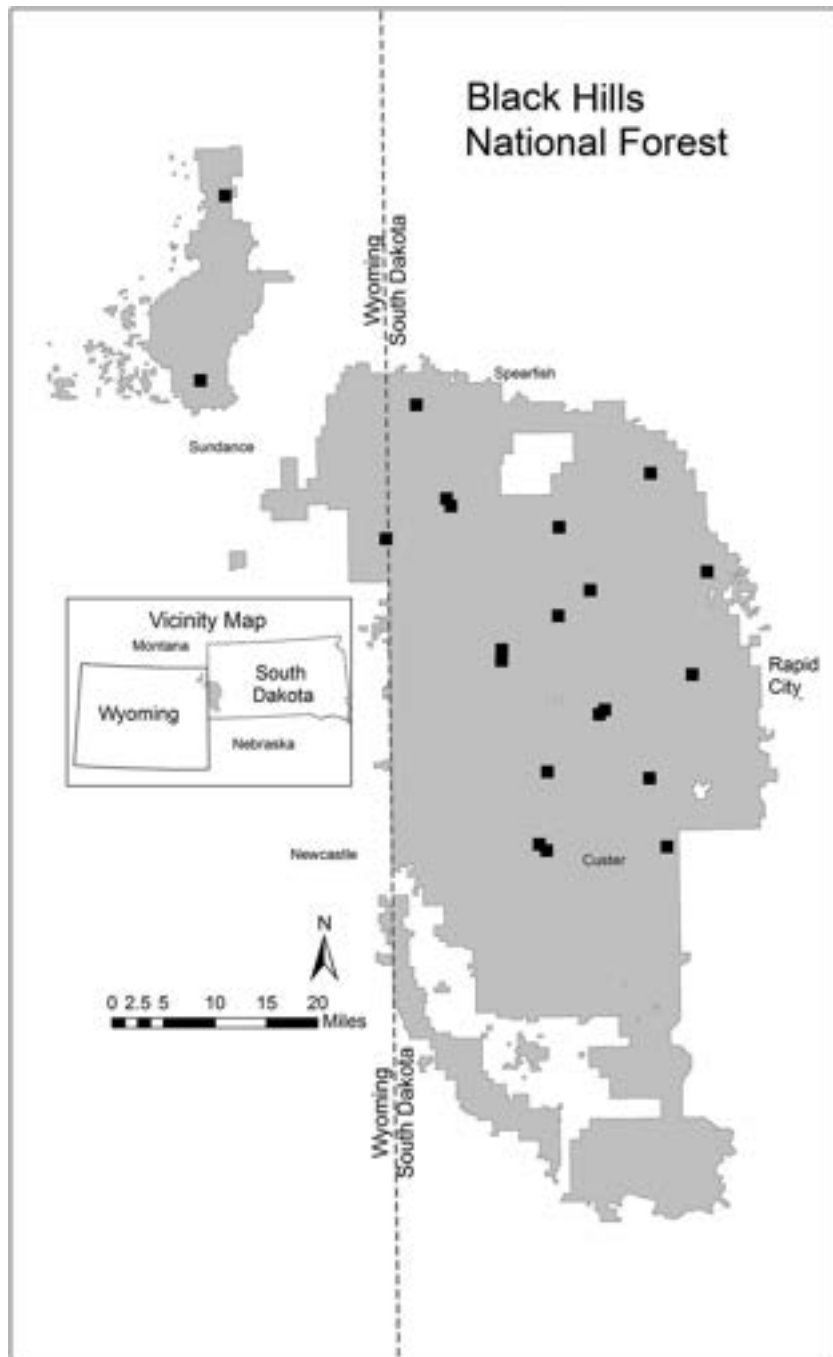 Black Hills
National Forest
Wyoming
South Dakota
Spearfish
Sundance
Vicinity Map
Montana
South
Dakota
Wyoming
Nebraska
Rapid
City
Newcastle
Custer
N
0 2.5 5 10 15 20
Miles
Wyoming
South Dakota